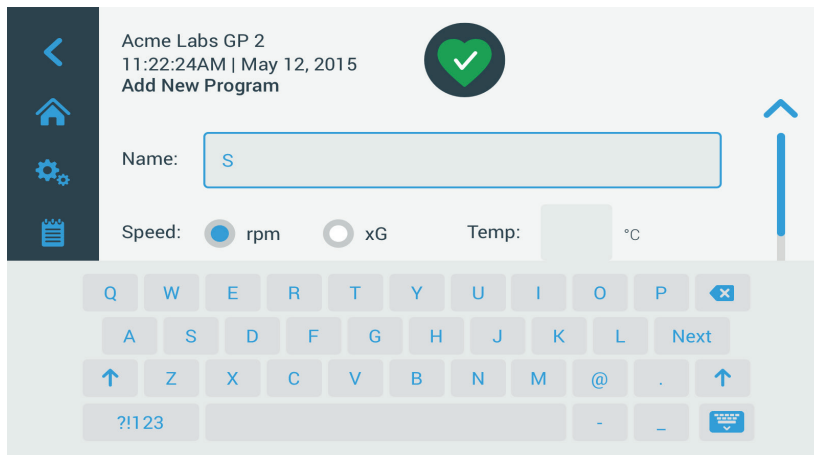 Acme Labs GP 2
11:22:24AM | May 12, 2015
Add New Program
Name: S
Speed: rpm xG Temp: °C
Q W E R T Y U I O P
A S D F G H J K L Next
Z X C V B N M @ .
?!123 - _